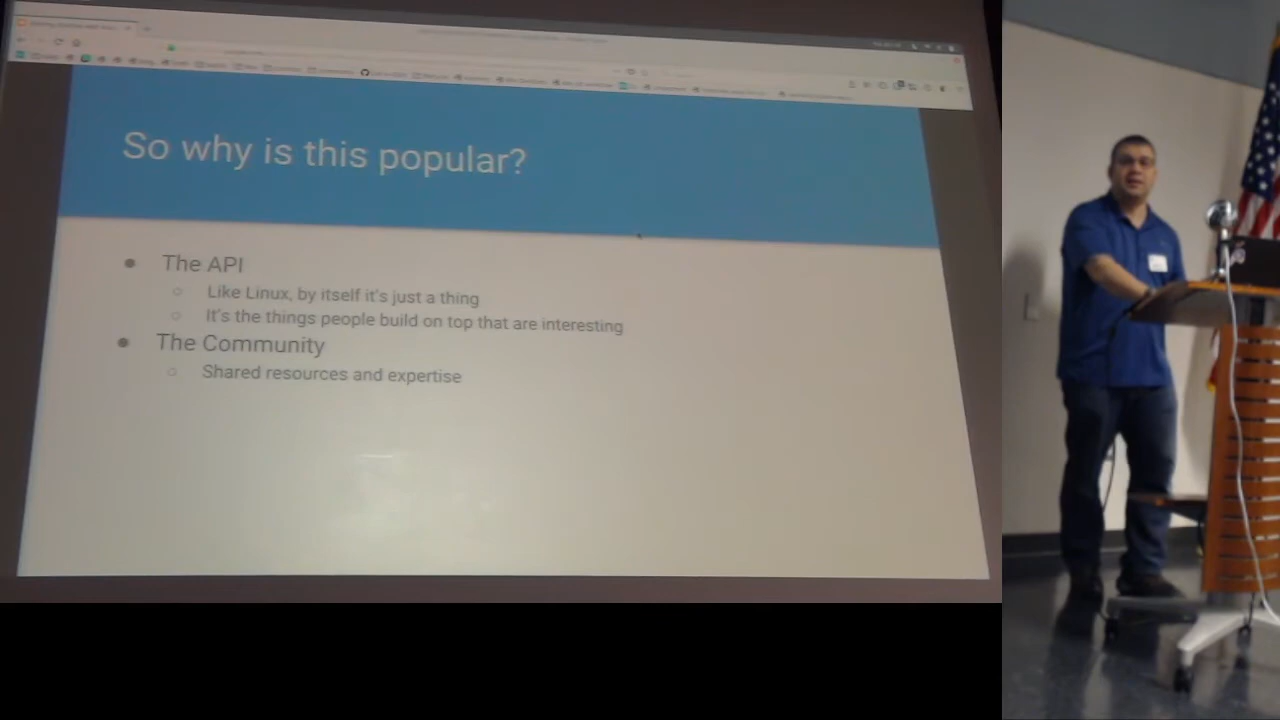 So why is this popular?
The API
Like Linux, by itself it's just a thing
It's the things people build on top that are interesting
The Community
Shared resources and expertise